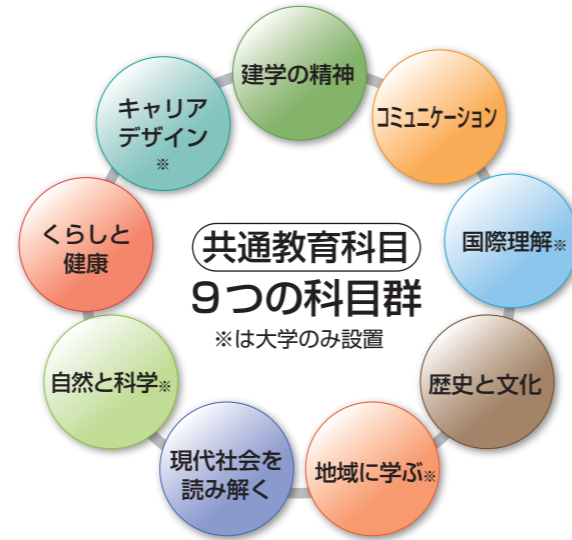 建学の精神
コミュニケーション
国際理解※
歴史と文化
地域に学ぶ※
現代社会を
読み解く
自然と科学※
くらしと
健康
キャリア
デザイン
※
共通教育科目
9つの科目群
※は大学のみ設置